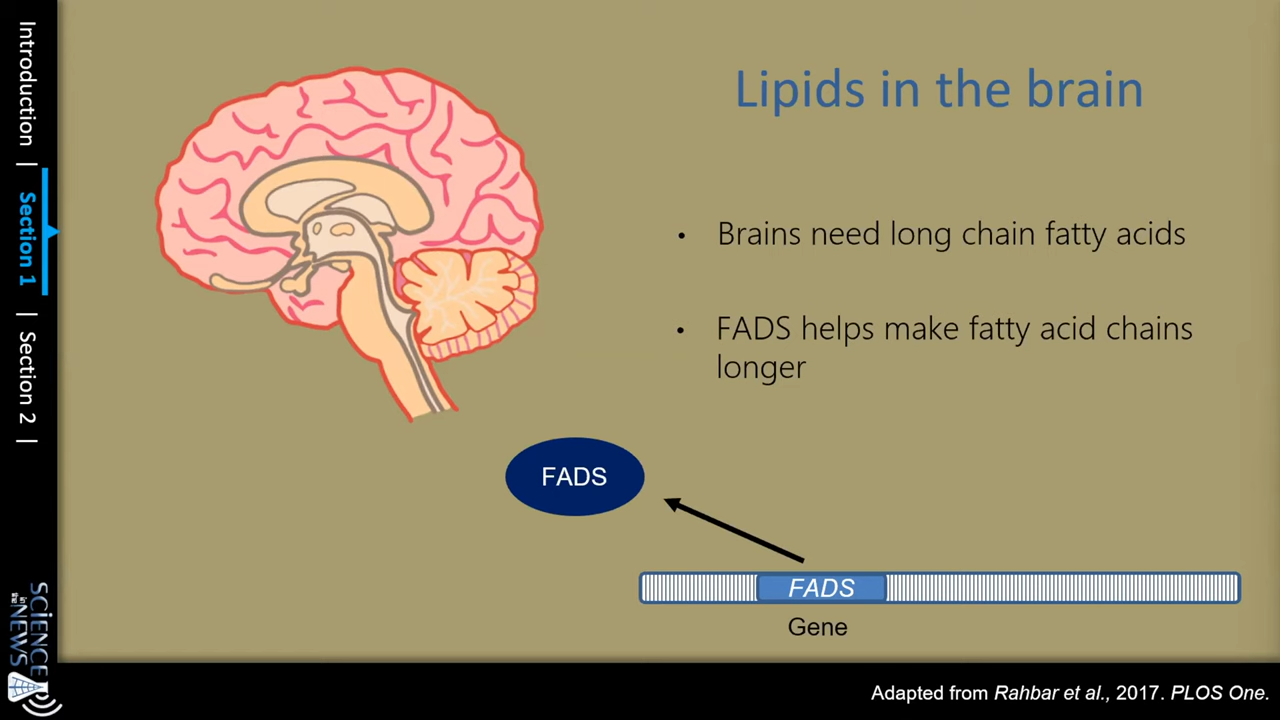 Introduction |
Section 1
| Section 2 |
Lipids in the brain
• Brains need long chain fatty acids
• FADS helps make fatty acid chains
longer
FADS
FADS
Gene
SCIENCE
in the
NEWS
Adapted from Rahbar et al., 2017. PLOS One.